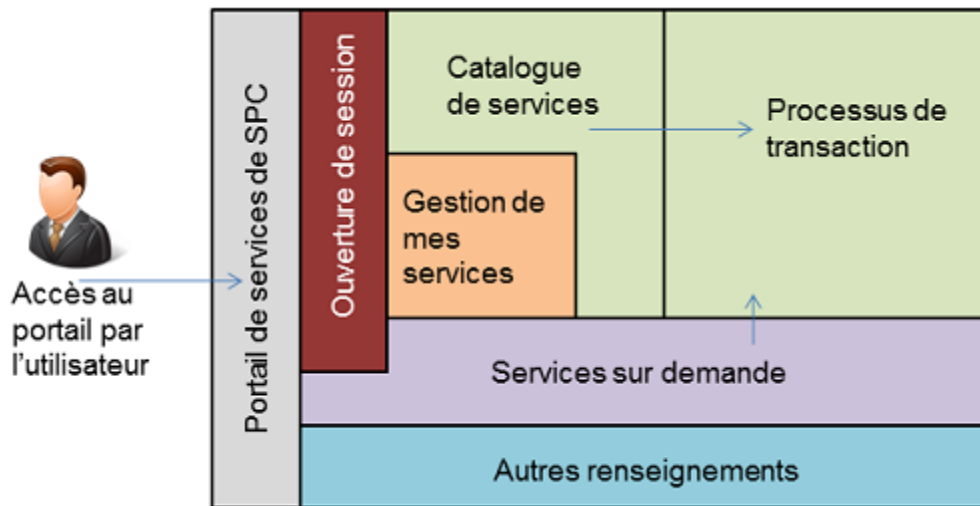 Accès au
portail par
l'utilisateur
Portail de services de SPC
Ouverture de session
Catalogue
de services
Processus de
transaction
Gestion de
mes
services
Services sur demande
Autres renseignements